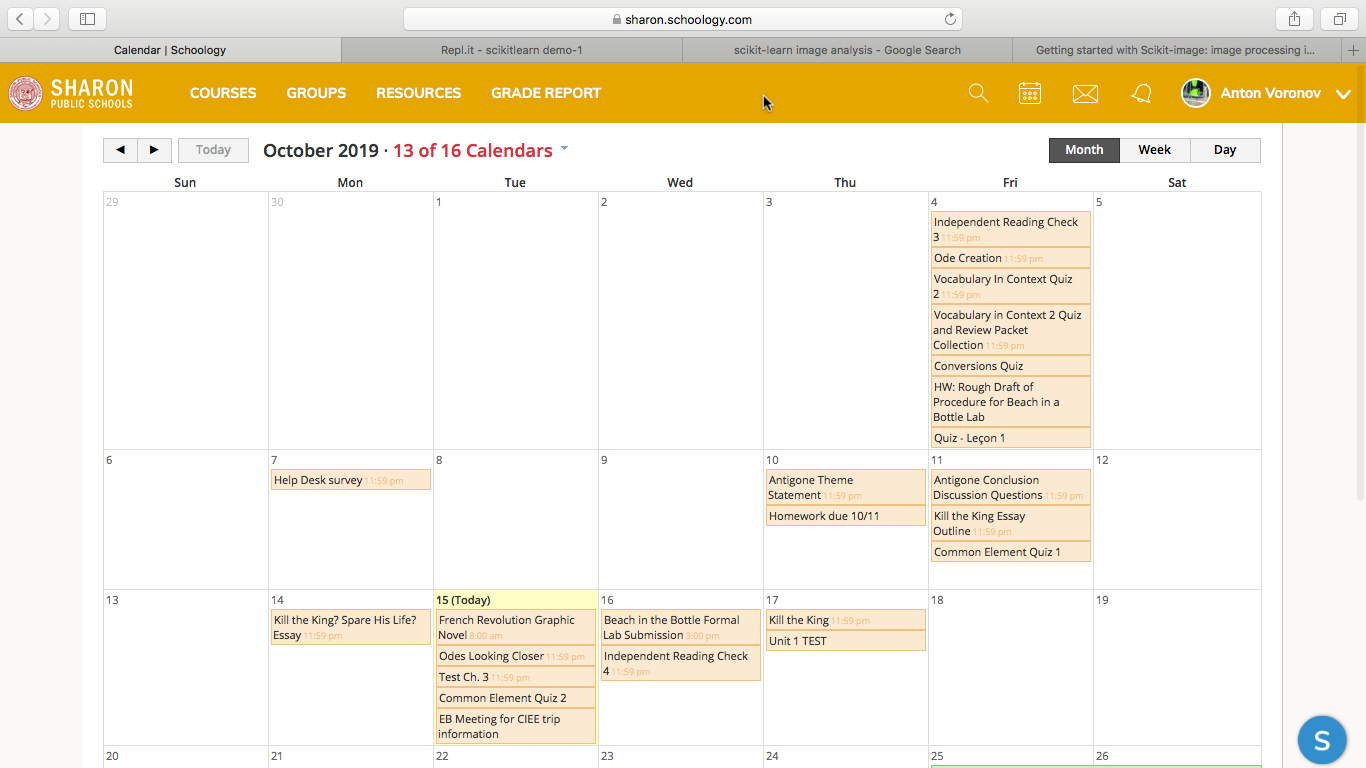 sharon.schoology.com
Calendar | Schoology
Repl.it - scikitlearn demo-1
scikit-learn image analysis - Google Search
Getting started with Scikit-image: image processing i...
SHARON
PUBLIC SCHOOLS
COURSES
GROUPS
RESOURCES
GRADE REPORT
Anton Voronov
Today
October 2019 · 13 of 16 Calendars
Month
Week
Day
Sun
Mon
Tue
Wed
Thu
Fri
Sat
29
30
1
2
3
4
Independent Reading Check
3 11:59 pm
Ode Creation 11:59 pm
Vocabulary In Context Quiz
2 11:59 pm
Vocabulary in Context 2 Quiz
and Review Packet
Collection 11:59 pm
Conversions Quiz
HW: Rough Draft of
Procedure for Beach in a
Bottle Lab
Quiz - Leçon 1
5
6
7
Help Desk survey 11:59 pm
8
9
10
Antigone Theme
Statement 11:59 pm
Homework due 10/11
11
Antigone Conclusion
Discussion Questions 11:59 pm
Kill the King Essay
Outline 11:59 pm
Common Element Quiz 1
12
13
14
Kill the King? Spare His Life?
Essay 11:59 pm
15 (Today)
French Revolution Graphic
Novel 8:00 am
Odes Looking Closer 11:59 pm
Test Ch. 3 11:59 pm
Common Element Quiz 2
EB Meeting for CIEE trip
information
16
Beach in the Bottle Formal
Lab Submission 3:00 pm
Independent Reading Check
4 11:59 pm
17
Kill the King 11:59 pm
Unit 1 TEST
18
19
20
21
22
23
24
25
26
S